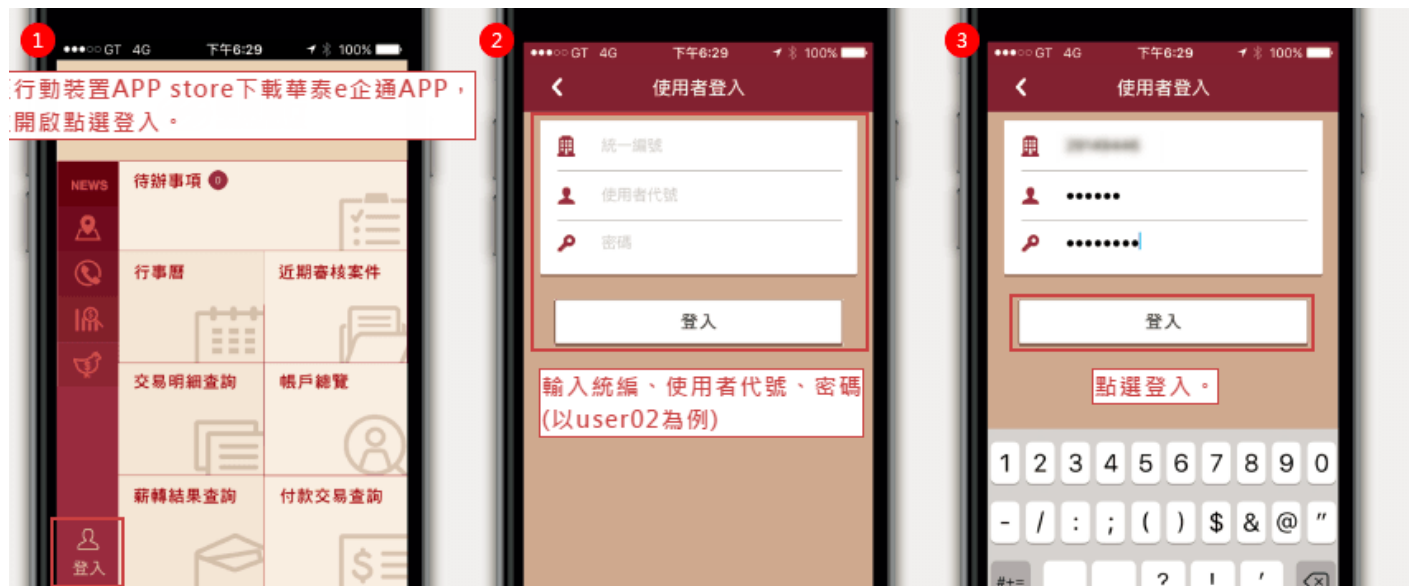 1
GT 4G 下午6:29 100%
行動裝置APP store下載華泰e企通APP，
開啟點選登入。
NEWS
待辦事項 0
行事曆
近期審核案件
交易明細查詢
帳戶總覽
薪轉結果查詢
付款交易查詢
登入
2
GT 4G 下午6:29 100%
使用者登入
統一編號
使用者代號
密碼
登入
輸入統編、使用者代號、密碼
(以user02為例)
3
GT 4G 下午6:29 100%
使用者登入
登入
點選登入。
1 2 3 4 5 6 7 8 9 0
- / : ; ( ) $ & @ "
#+= ? ! '